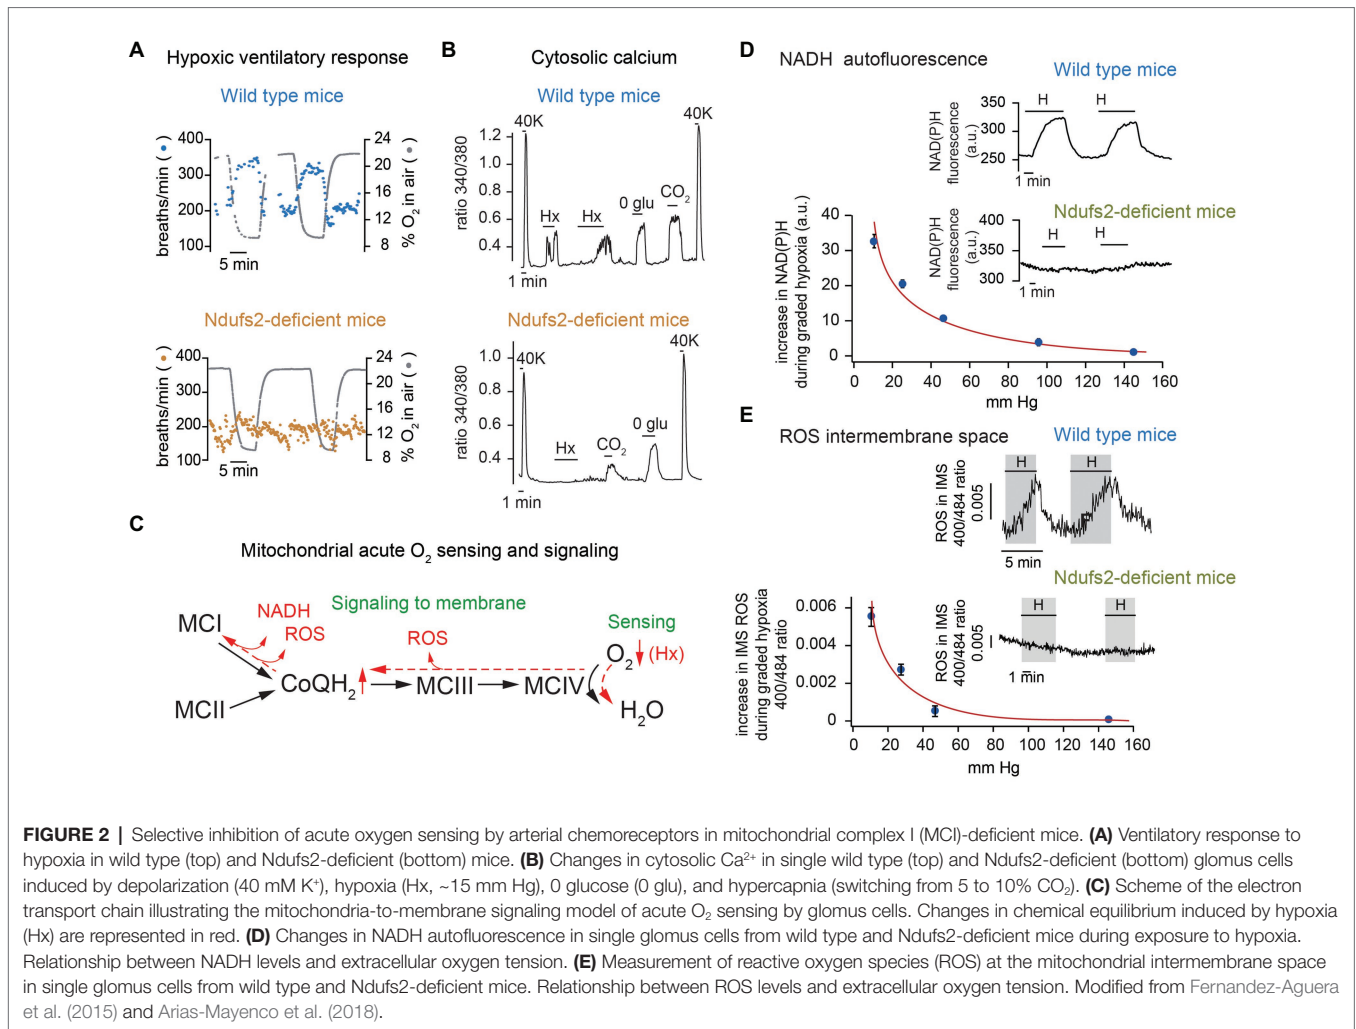 A
Hypoxic ventilatory response
Wild type mice
breaths/min ( • )
400
300
200
100
24
20
16
12
8
% O2 in air ( • )
5 min
Ndufs2-deficient mice
breaths/min ( • )
400
300
200
100
24
20
16
12
8
% O2 in air ( • )
5 min
B
Cytosolic calcium
Wild type mice
ratio 340/380
1.2
1.0
0.8
0.6
0.4
40K
Hx
Hx
0 glu
CO2
40K
1 min
Ndufs2-deficient mice
ratio 340/380
1.0
0.8
0.6
0.4
40K
Hx
CO2
0 glu
40K
1 min
C
Mitochondrial acute O2 sensing and signaling
MCI
NADH
ROS
Signaling to membrane
ROS
Sensing
O2
(Hx)
CoQH2
MCIII
MCIV
MCII
H2O
D
NADH autofluorescence
Wild type mice
NAD(P)H
fluorescence
(a.u.)
350
300
250
H
H
1 min
Ndufs2-deficient mice
NAD(P)H
fluorescence
(a.u.)
400
350
300
H
H
1 min
increase in NAD(P)H
during graded hypoxia (a.u.)
40
30
20
10
0
0 20 40 60 80 100 120 140 160
mm Hg
E
ROS intermembrane space
Wild type mice
ROS in IMS
400/484 ratio
0.005
H
H
5 min
Ndufs2-deficient mice
ROS in IMS
400/484 ratio
0.005
H
H
1 min
increase in IMS ROS
during graded hypoxia
400/484 ratio
0.006
0.004
0.002
0
0 20 40 60 80 100 120 140 160
mm Hg
FIGURE 2 | Selective inhibition of acute oxygen sensing by arterial chemoreceptors in mitochondrial complex I (MCI)-deficient mice. (A) Ventilatory response to
hypoxia in wild type (top) and Ndufs2-deficient (bottom) mice. (B) Changes in cytosolic Ca2+ in single wild type (top) and Ndufs2-deficient (bottom) glomus cells
induced by depolarization (40 mM K+), hypoxia (Hx, ~15 mm Hg), 0 glucose (0 glu), and hypercapnia (switching from 5 to 10% CO2). (C) Scheme of the electron
transport chain illustrating the mitochondria-to-membrane signaling model of acute O2 sensing by glomus cells. Changes in chemical equilibrium induced by hypoxia
(Hx) are represented in red. (D) Changes in NADH autofluorescence in single glomus cells from wild type and Ndufs2-deficient mice during exposure to hypoxia.
Relationship between NADH levels and extracellular oxygen tension. (E) Measurement of reactive oxygen species (ROS) at the mitochondrial intermembrane space
in single glomus cells from wild type and Ndufs2-deficient mice. Relationship between ROS levels and extracellular oxygen tension. Modified from Fernandez-Aguera
et al. (2015) and Arias-Mayenco et al. (2018).